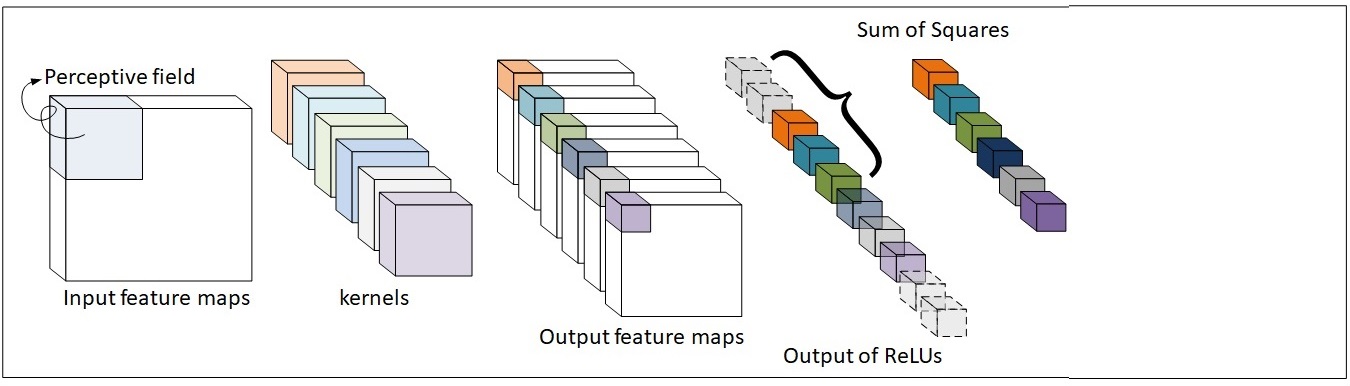 Sum of Squares
Perceptive field
Input feature maps
kernels
Output feature maps
Output of ReLUs